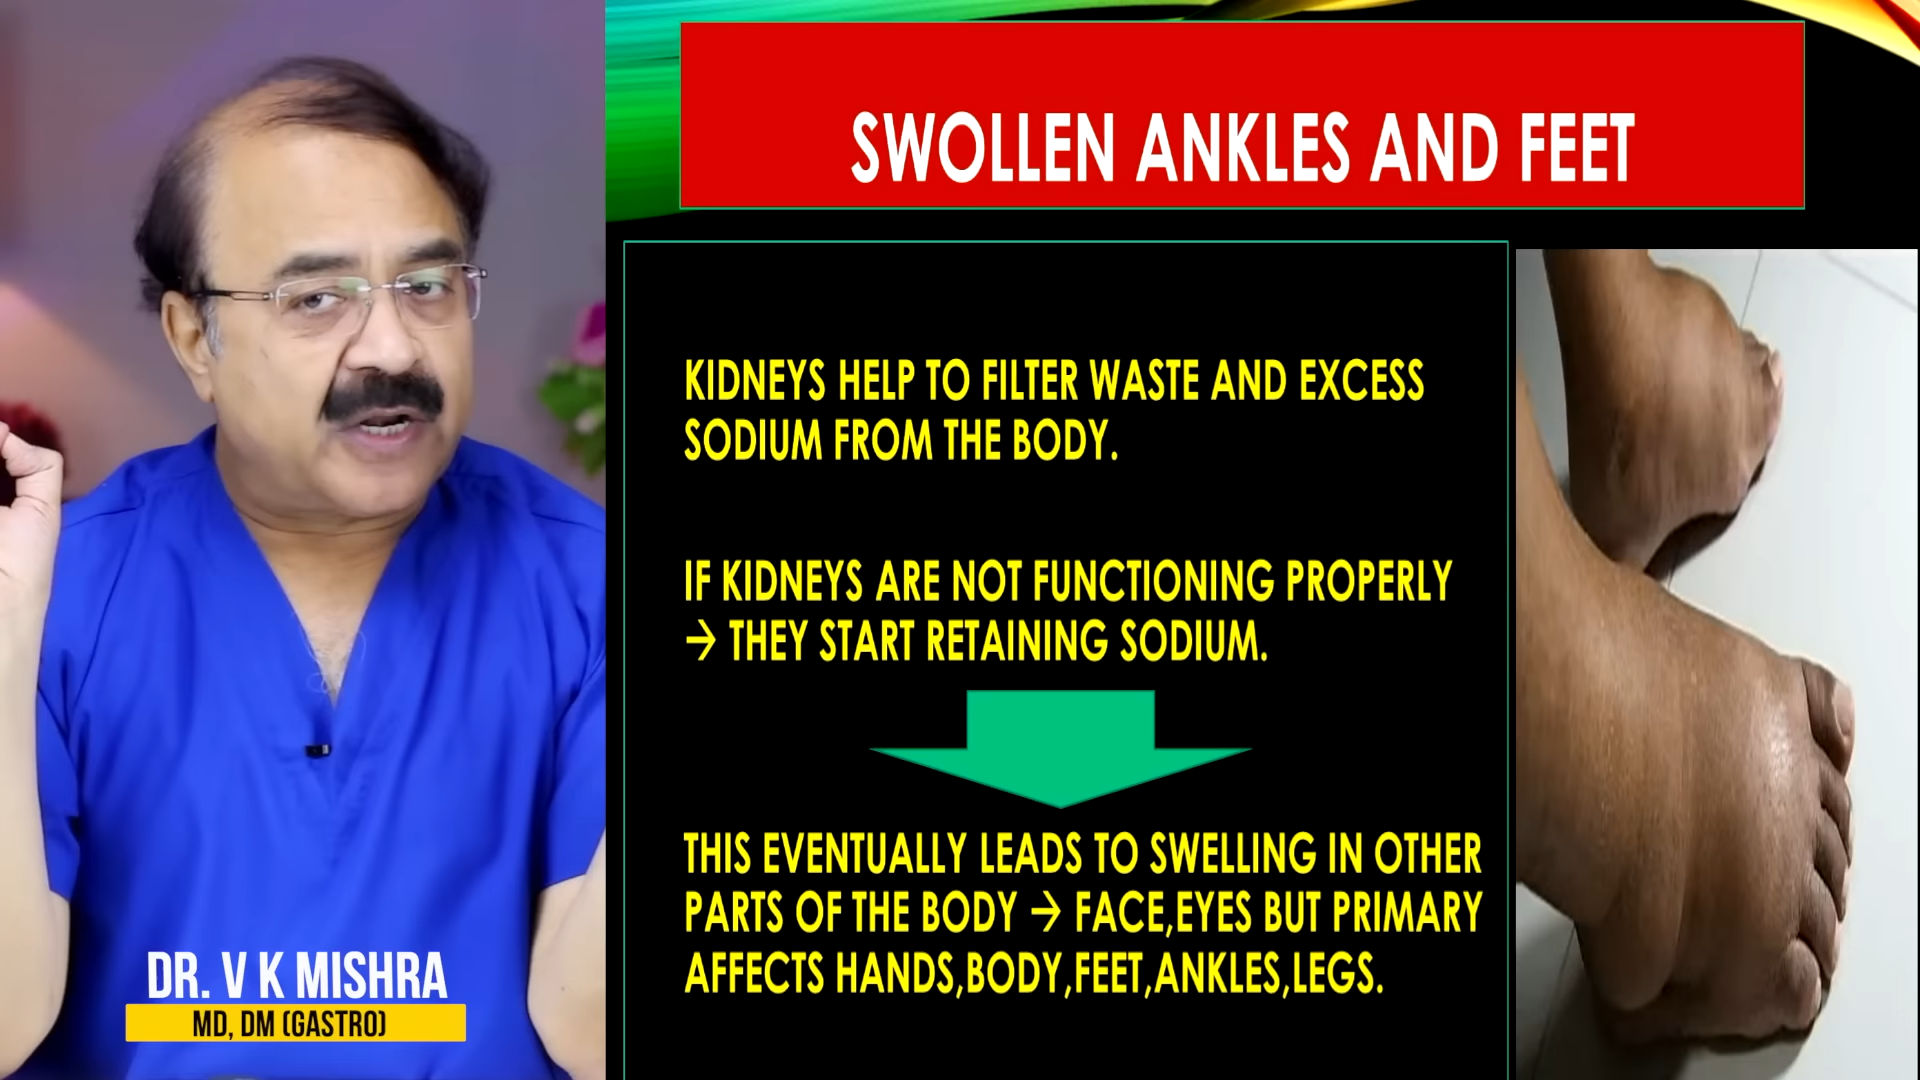 SWOLLEN ANKLES AND FEET
KIDNEYS HELP TO FILTER WASTE AND EXCESS
SODIUM FROM THE BODY.
IF KIDNEYS ARE NOT FUNCTIONING PROPERLY
→ THEY START RETAINING SODIUM.
THIS EVENTUALLY LEADS TO SWELLING IN OTHER
PARTS OF THE BODY → FACE,EYES BUT PRIMARY
AFFECTS HANDS,BODY,FEET,ANKLES,LEGS.
DR. V K MISHRA
MD, DM (GASTRO)